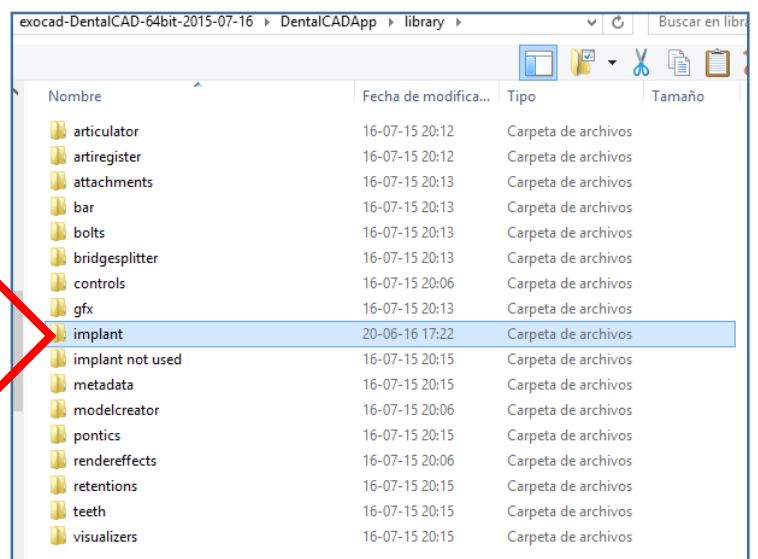 exocad-DentalCAD-64bit-2015-07-16 ▸ DentalCADApp ▸ library ▸ Buscar en libra
Nombre Fecha de modifica... Tipo Tamaño
articulator 16-07-15 20:12 Carpeta de archivos
artiregister 16-07-15 20:12 Carpeta de archivos
attachments 16-07-15 20:13 Carpeta de archivos
bar 16-07-15 20:13 Carpeta de archivos
bolts 16-07-15 20:13 Carpeta de archivos
bridgesplitter 16-07-15 20:13 Carpeta de archivos
controls 16-07-15 20:06 Carpeta de archivos
gfx 16-07-15 20:13 Carpeta de archivos
implant 20-06-16 17:22 Carpeta de archivos
implant not used 16-07-15 20:15 Carpeta de archivos
metadata 16-07-15 20:15 Carpeta de archivos
modelcreator 16-07-15 20:06 Carpeta de archivos
pontics 16-07-15 20:15 Carpeta de archivos
rendereffects 16-07-15 20:06 Carpeta de archivos
retentions 16-07-15 20:15 Carpeta de archivos
teeth 16-07-15 20:15 Carpeta de archivos
visualizers 16-07-15 20:15 Carpeta de archivos